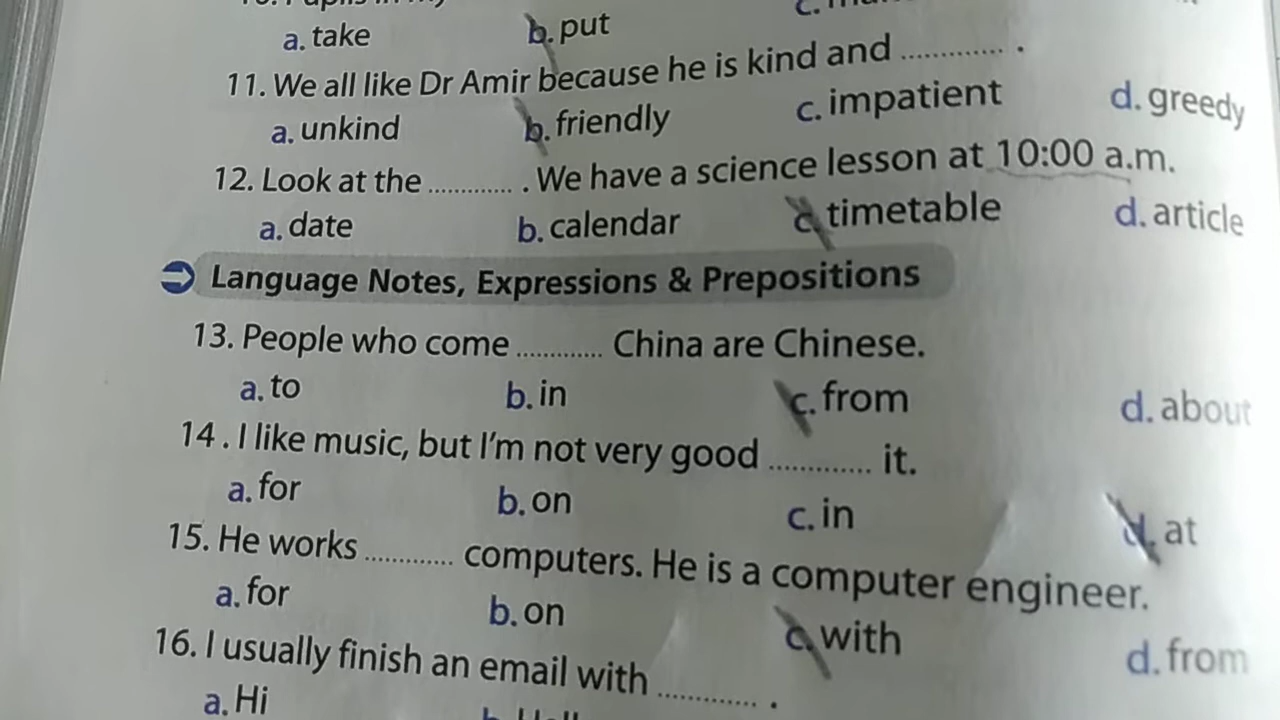 a. take b. put
11. We all like Dr Amir because he is kind and ............. .
a. unkind b. friendly c. impatient d. greedy
12. Look at the ............. . We have a science lesson at 10:00 a.m.
a. date b. calendar c. timetable d. article
Language Notes, Expressions & Prepositions
13. People who come ............. China are Chinese.
a. to b. in c. from d. about
14 . I like music, but I'm not very good ............. it.
a. for b. on c. in d. at
15. He works ............. computers. He is a computer engineer.
a. for b. on c. with d. from
16. I usually finish an email with ............. .
a. Hi